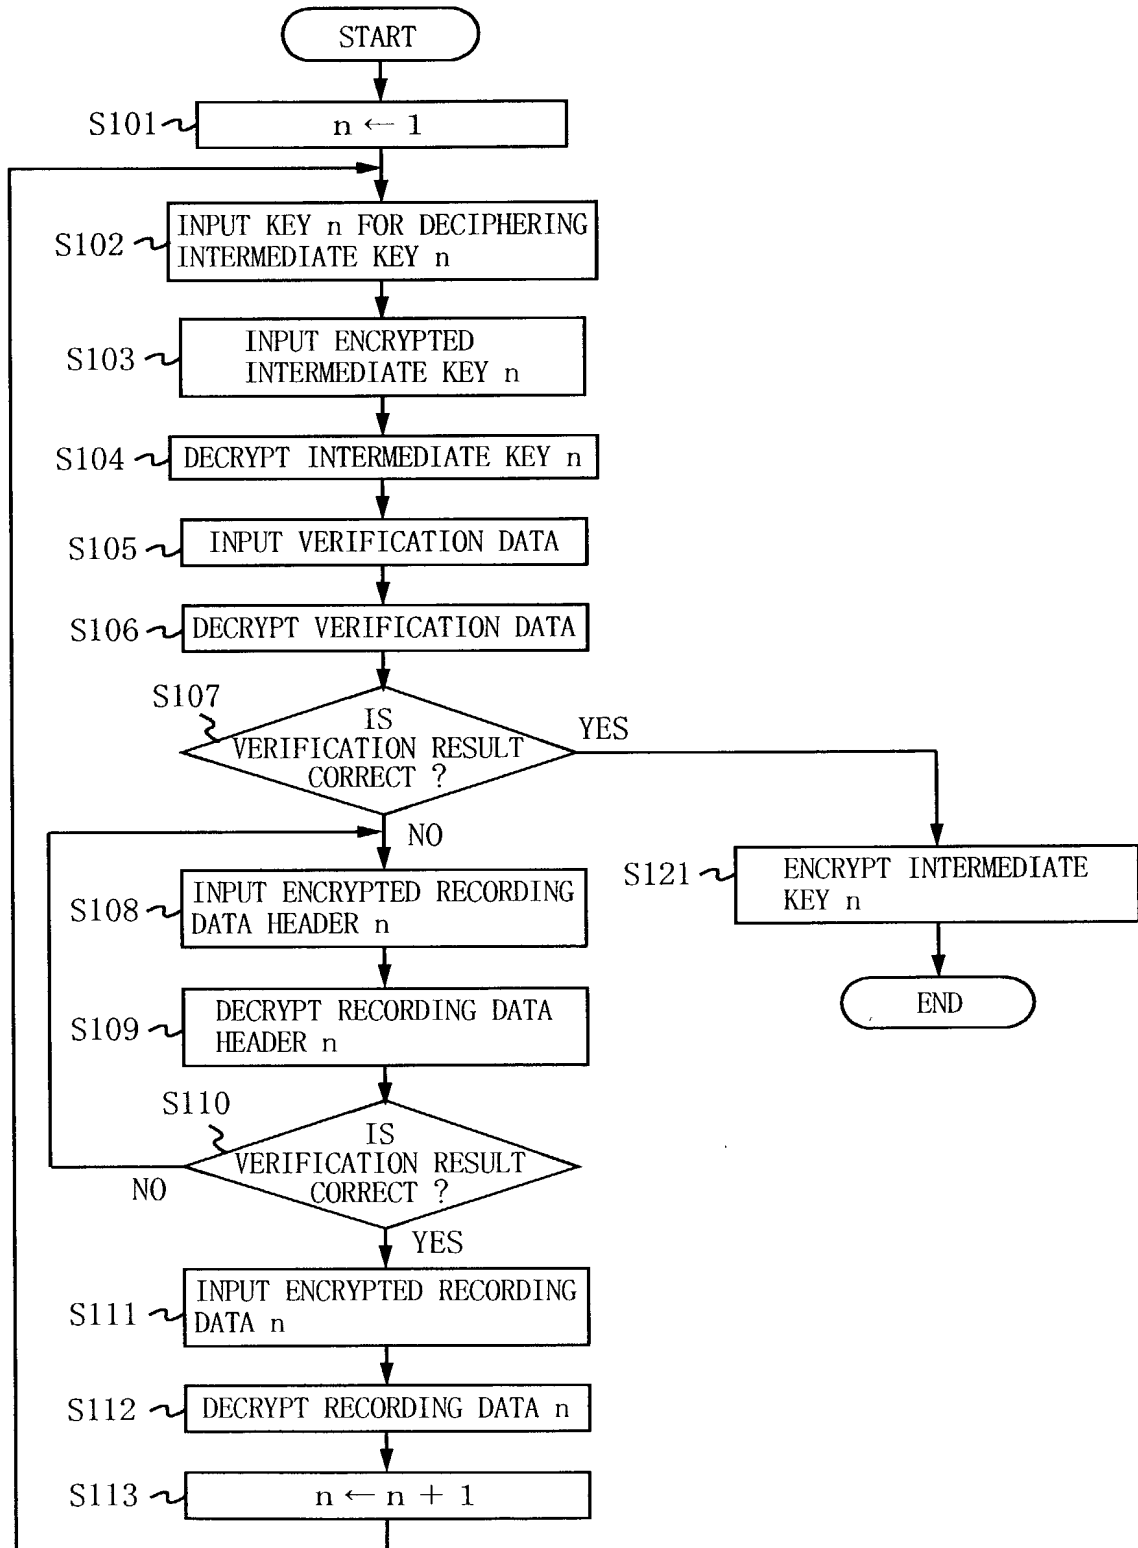 START
S101
n ← 1
S102
INPUT KEY n FOR DECIPHERING
INTERMEDIATE KEY n
S103
INPUT ENCRYPTED
INTERMEDIATE KEY n
S104
DECRYPT INTERMEDIATE KEY n
S105
INPUT VERIFICATION DATA
S106
DECRYPT VERIFICATION DATA
S107
IS
VERIFICATION RESULT
CORRECT ?
YES
NO
S121
ENCRYPT INTERMEDIATE
KEY n
END
S108
INPUT ENCRYPTED RECORDING
DATA HEADER n
S109
DECRYPT RECORDING DATA
HEADER n
S110
IS
VERIFICATION RESULT
CORRECT ?
NO
YES
S111
INPUT ENCRYPTED RECORDING
DATA n
S112
DECRYPT RECORDING DATA n
S113
n ← n + 1